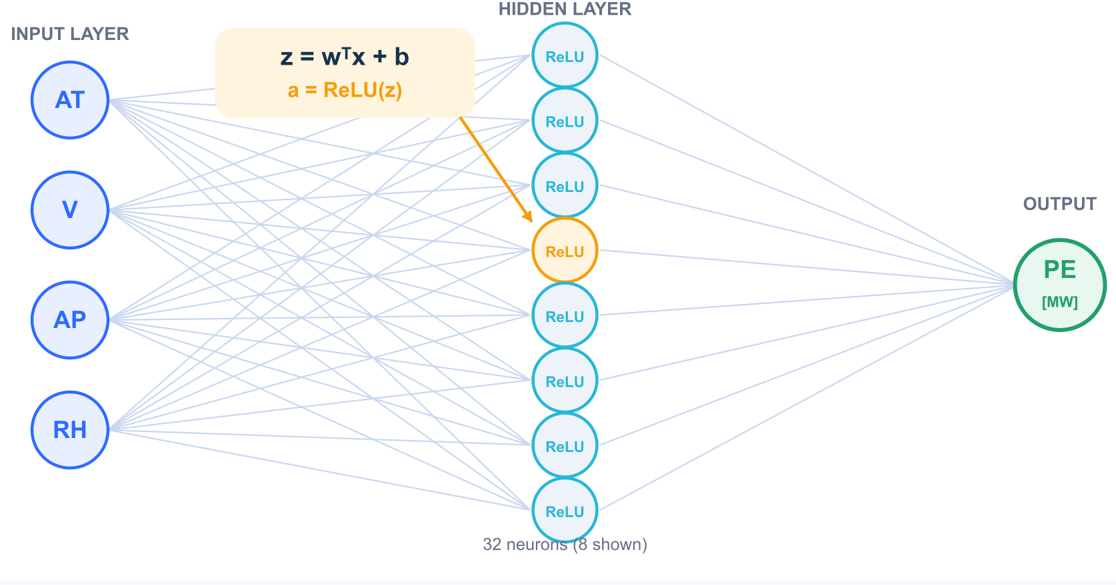 HIDDEN LAYER
INPUT LAYER
z = wᵀx + b
a = ReLU(z)
AT
V
AP
RH
ReLU
ReLU
ReLU
ReLU
ReLU
ReLU
ReLU
ReLU
32 neurons (8 shown)
OUTPUT
PE
[MW]